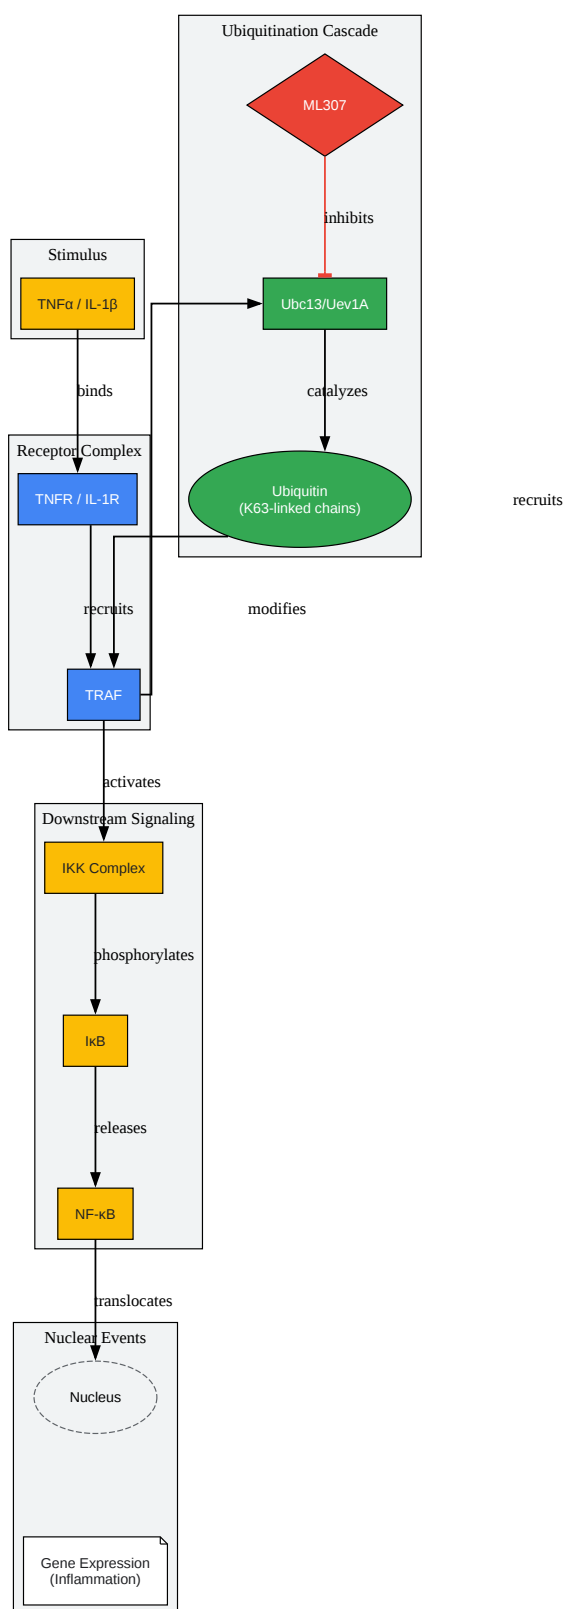 Ubiquitination Cascade
ML307
inhibits
Stimulus
TNFα / IL-1β
Ubc13/Uev1A
binds
catalyzes
Receptor Complex
TNFR / IL-1R
Ubiquitin
(K63-linked chains)
recruits
recruits
modifies
TRAF
activates
Downstream Signaling
IKK Complex
phosphorylates
IκB
releases
NF-κB
translocates
Nuclear Events
Nucleus
Gene Expression
(Inflammation)